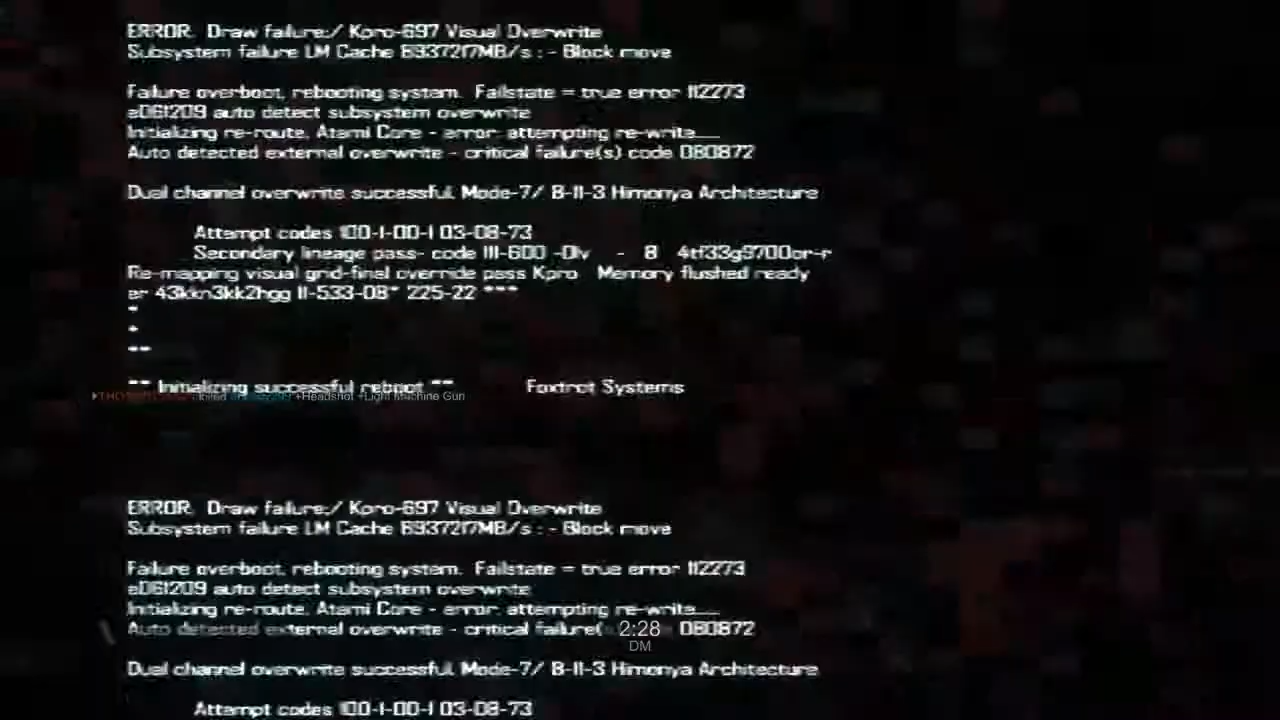 ERROR. Draw failure:/ Kpro-697 Visual Overwrite
Subsystem failure LM Cache 6937217MB/s : - Block move
Failure overboot, rebooting system. Failstate = true error 112273
e061209 auto detect subsystem overwrite
Initializing re-route. Atami Core - error: attempting re-write.....
Auto detected external overwrite - critical failure(s) code 080872
Dual channel overwrite successful. Mode-7/ B-11-3 Himonya Architecture
Attempt codes 100-1-00-1 03-08-73
Secondary lineage pass- code 111-600 -01v - 8 4tf33g9700or-r
Re-mapping visual grid-final override pass Kpro Memory flushed ready
er 43kkn3kk2hgg 11-533-08* 225-22 ***
*
*
**
** Initializing successful reboot ** Foxtrot Systems
killed +Headshot +Light Machine Gun
ERROR. Draw failure:/ Kpro-697 Visual Overwrite
Subsystem failure LM Cache 6937217MB/s : - Block move
Failure overboot, rebooting system. Failstate = true error 112273
e061209 auto detect subsystem overwrite
Initializing re-route. Atami Core - error: attempting re-write.....
Auto detected external overwrite - critical failure( 080872
2:28
DM
Dual channel overwrite successful. Mode-7/ B-11-3 Himonya Architecture
Attempt codes 100-1-00-1 03-08-73